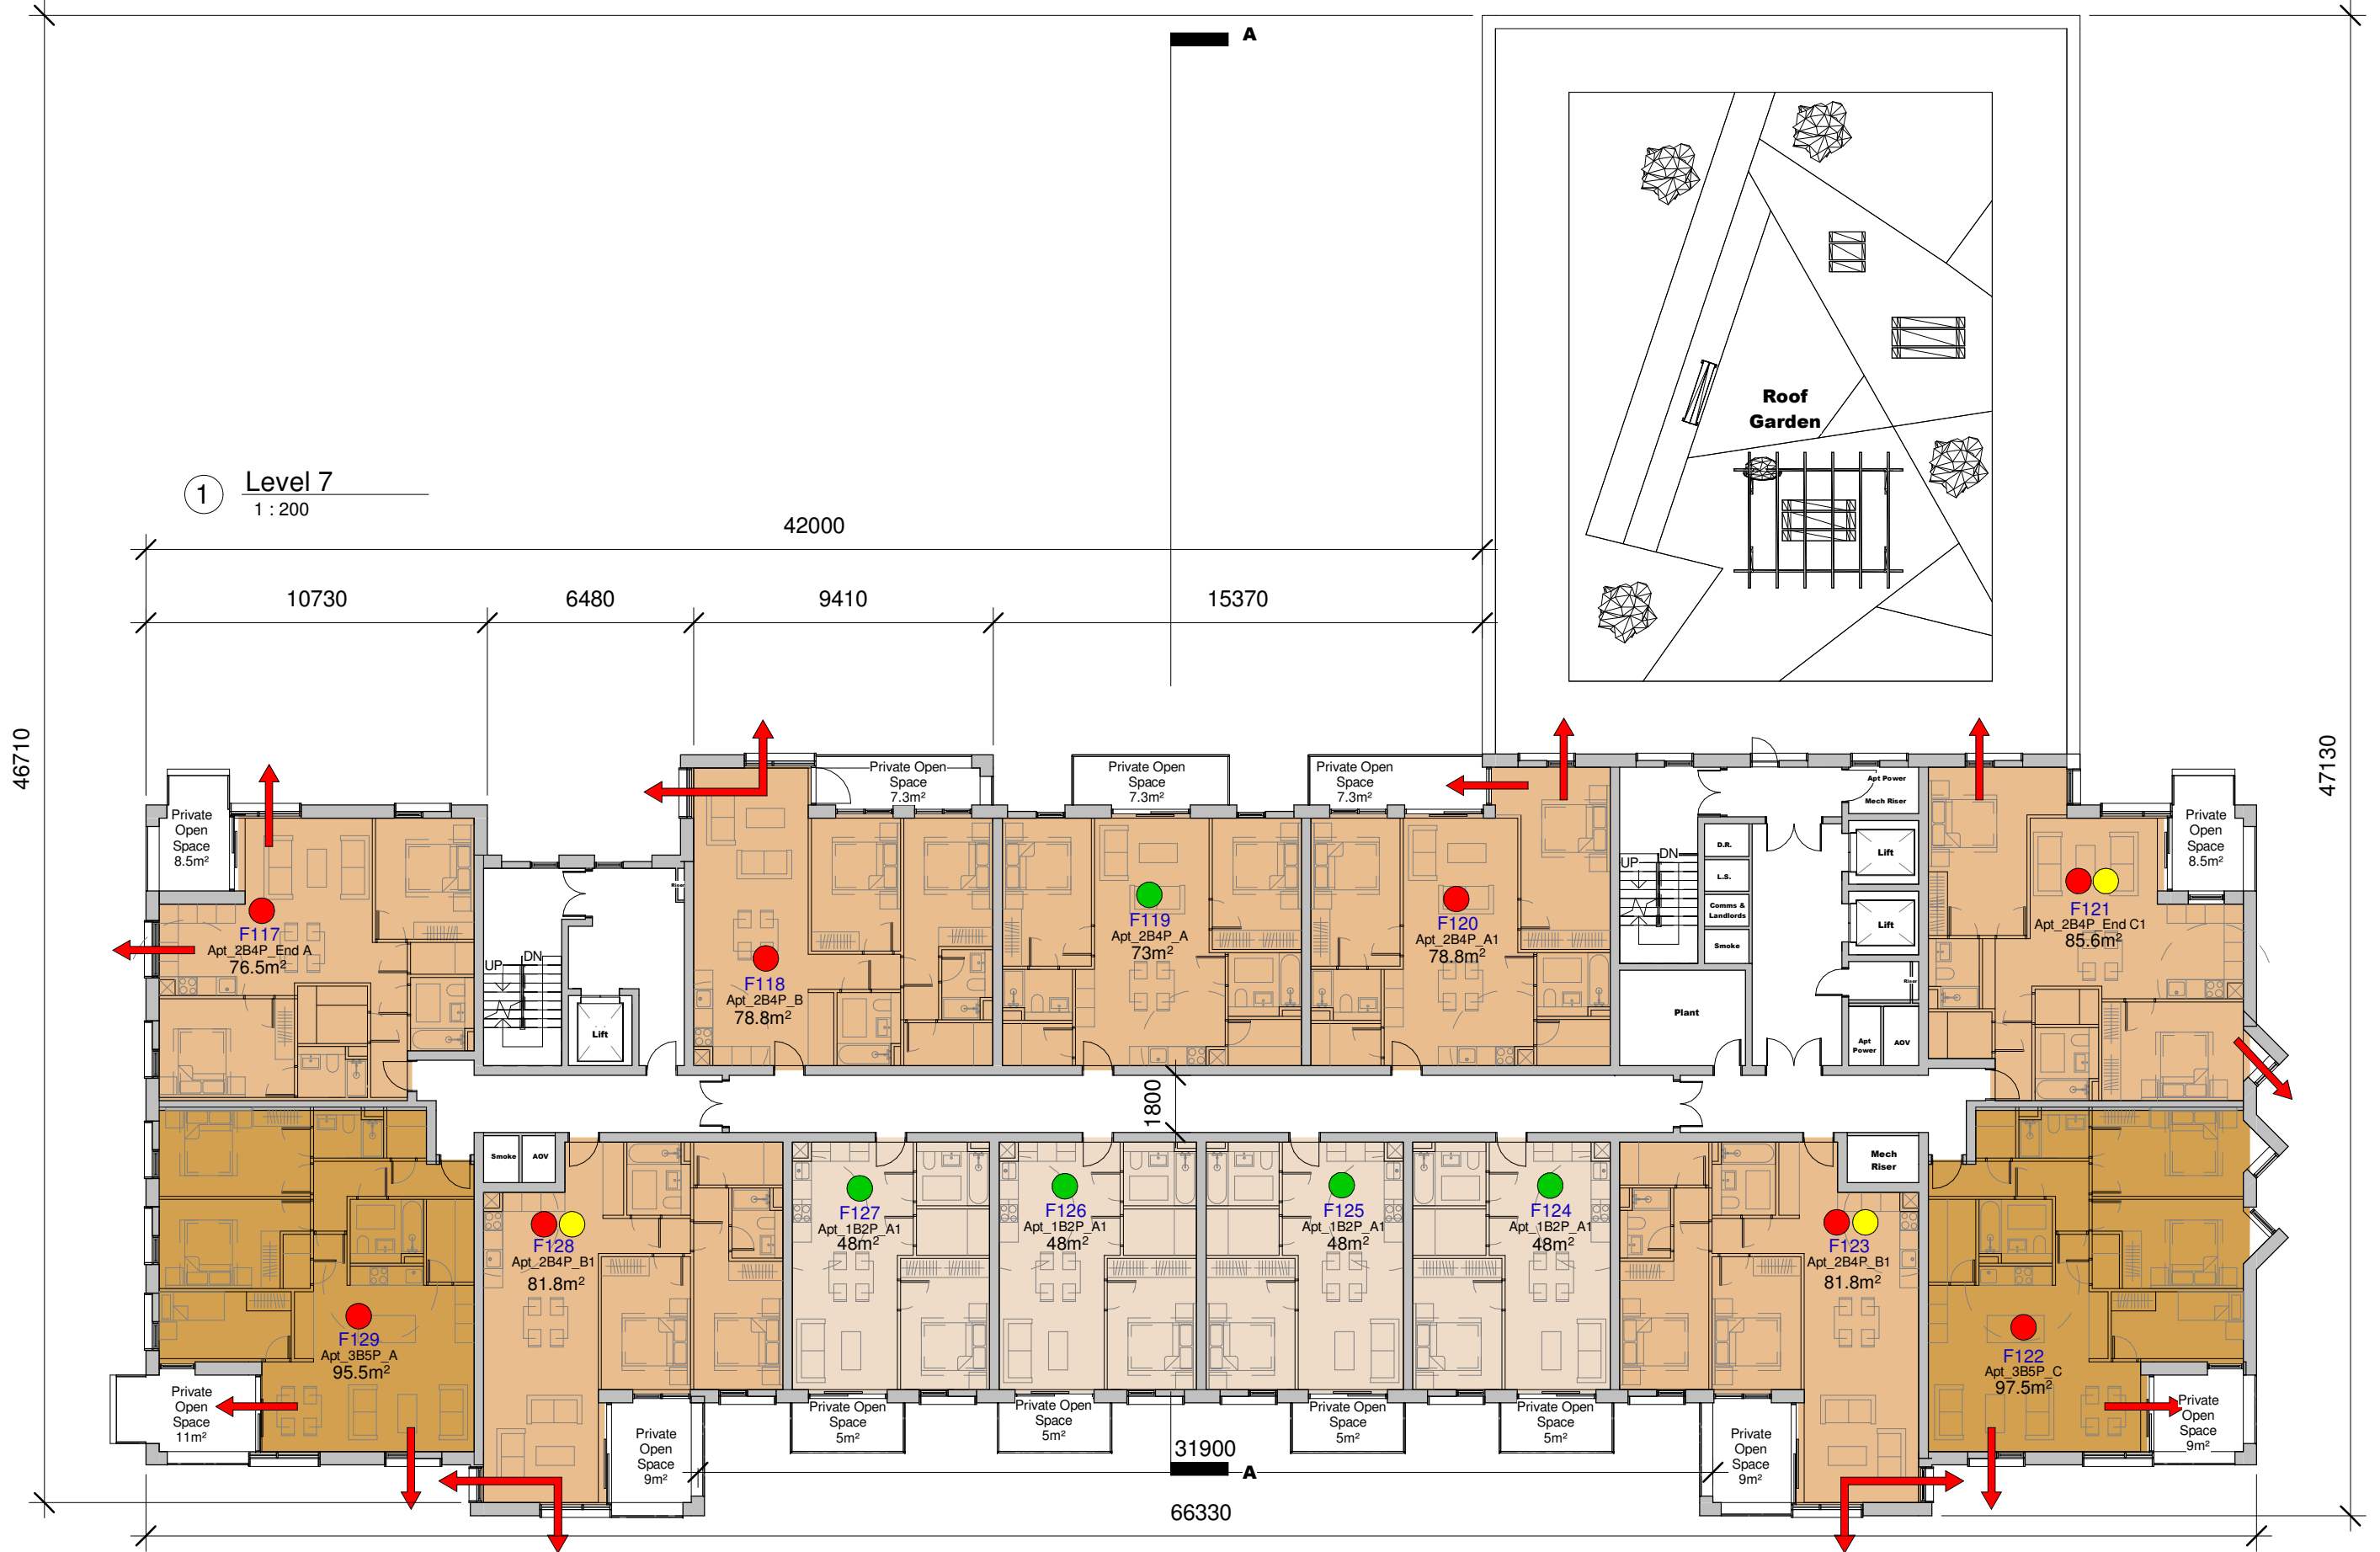 A
Roof
Garden
1
Level 7
1 : 200
42000
10730
6480
9410
15370
46710
47130
Private
Open
Space
8.5m²
F117
Apt_2B4P_End A
76.5m²
UP
DN
Riser
Lift
F118
Apt_2B4P_B
78.8m²
Private Open
Space
7.3m²
Private Open
Space
7.3m²
F119
Apt_2B4P_A
73m²
Private Open
Space
7.3m²
F120
Apt_2B4P_A1
78.8m²
UP
DN
D.R.
L.S.
Comms &
Landlords
Smoke
Plant
Apt Power
Mech Riser
Lift
Lift
Riser
Apt
Power
AOV
F121
Apt_2B4P_End C1
85.6m²
Private
Open
Space
8.5m²
1800
F129
Apt_3B5P_A
95.5m²
Private
Open
Space
11m²
Smoke
AOV
F128
Apt_2B4P_B1
81.8m²
Private
Open
Space
9m²
F127
Apt_1B2P_A1
48m²
Private Open
Space
5m²
F126
Apt_1B2P_A1
48m²
Private Open
Space
5m²
F125
Apt_1B2P_A1
48m²
Private Open
Space
5m²
F124
Apt_1B2P_A1
48m²
Private Open
Space
5m²
Mech
Riser
F123
Apt_2B4P_B1
81.8m²
Private
Open
Space
9m²
F122
Apt_3B5P_C
97.5m²
Private
Open
Space
9m²
31900
A
66330